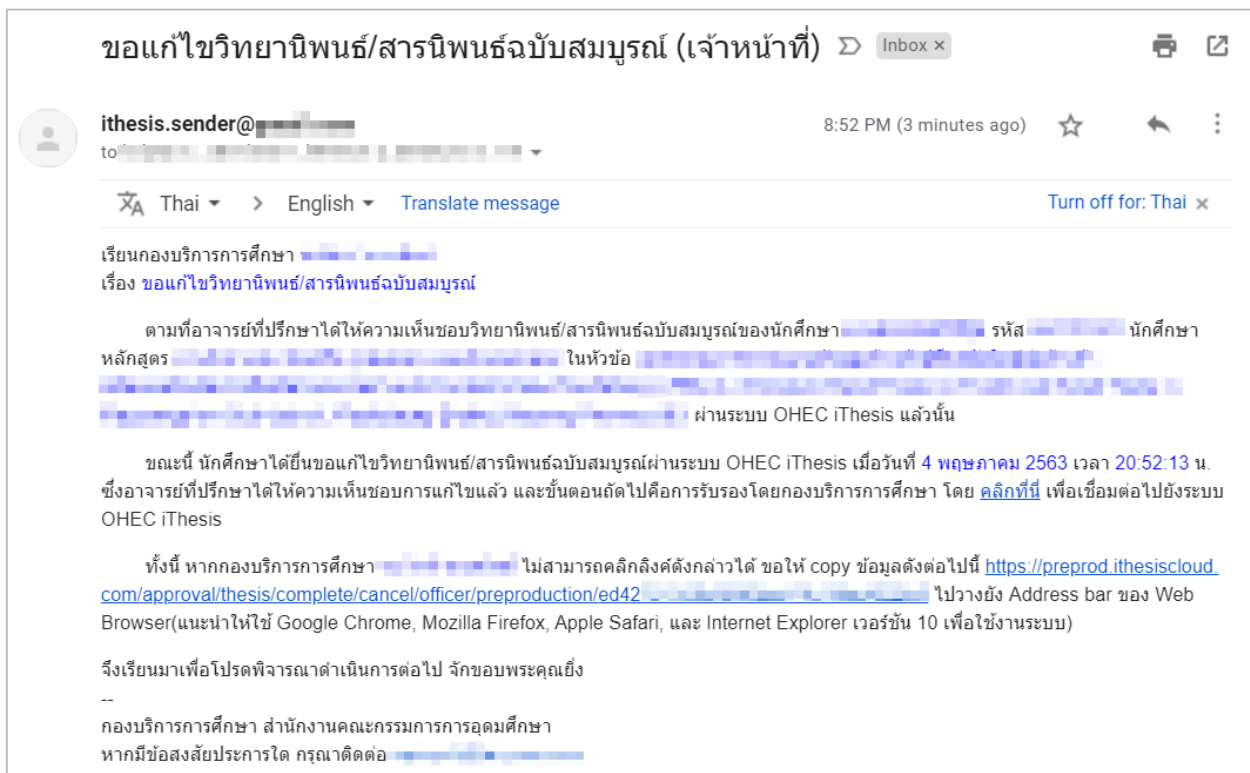 ขอแก้ไขวิทยานิพนธ์/สารนิพนธ์ฉบับสมบูรณ์ (เจ้าหน้าที่) Inbox ×
ithesis.sender@ 8:52 PM (3 minutes ago)
to
Thai > English Translate message Turn off for: Thai ×
เรียนกองบริการการศึกษา
เรื่อง ขอแก้ไขวิทยานิพนธ์/สารนิพนธ์ฉบับสมบูรณ์
ตามที่อาจารย์ที่ปรึกษาได้ให้ความเห็นชอบวิทยานิพนธ์/สารนิพนธ์ฉบับสมบูรณ์ของนักศึกษา รหัส นักศึกษา
หลักสูตร ในหัวข้อ
ผ่านระบบ OHEC iThesis แล้วนั้น
ขณะนี้ นักศึกษาได้ยื่นขอแก้ไขวิทยานิพนธ์/สารนิพนธ์ฉบับสมบูรณ์ผ่านระบบ OHEC iThesis เมื่อวันที่ 4 พฤษภาคม 2563 เวลา 20:52:13 น.
ซึ่งอาจารย์ที่ปรึกษาได้ให้ความเห็นชอบการแก้ไขแล้ว และขั้นตอนถัดไปคือการรับรองโดยกองบริการการศึกษา โดย คลิกที่นี่ เพื่อเชื่อมต่อไปยังระบบ
OHEC iThesis
ทั้งนี้ หากกองบริการการศึกษา ไม่สามารถคลิกลิงค์ดังกล่าวได้ ขอให้ copy ข้อมูลดังต่อไปนี้ https://preprod.ithesiscloud.
com/approval/thesis/complete/cancel/officer/preproduction/ed42 ไปวางยัง Address bar ของ Web
Browser(แนะนำให้ใช้ Google Chrome, Mozilla Firefox, Apple Safari, และ Internet Explorer เวอร์ชัน 10 เพื่อใช้งานระบบ)
จึงเรียนมาเพื่อโปรดพิจารณาดำเนินการต่อไป จักขอบพระคุณยิ่ง
--
กองบริการการศึกษา สำนักงานคณะกรรมการการอุดมศึกษา
หากมีข้อสงสัยประการใด กรุณาติดต่อ